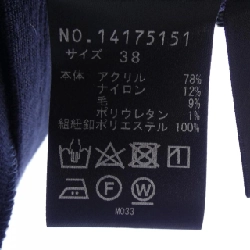 NO.14175151
サイズ 38
本体 アクリル 78%
ナイロン 12%
毛 9%
ポリウレタン 1%
組紐部ポリエステル 100%
M033